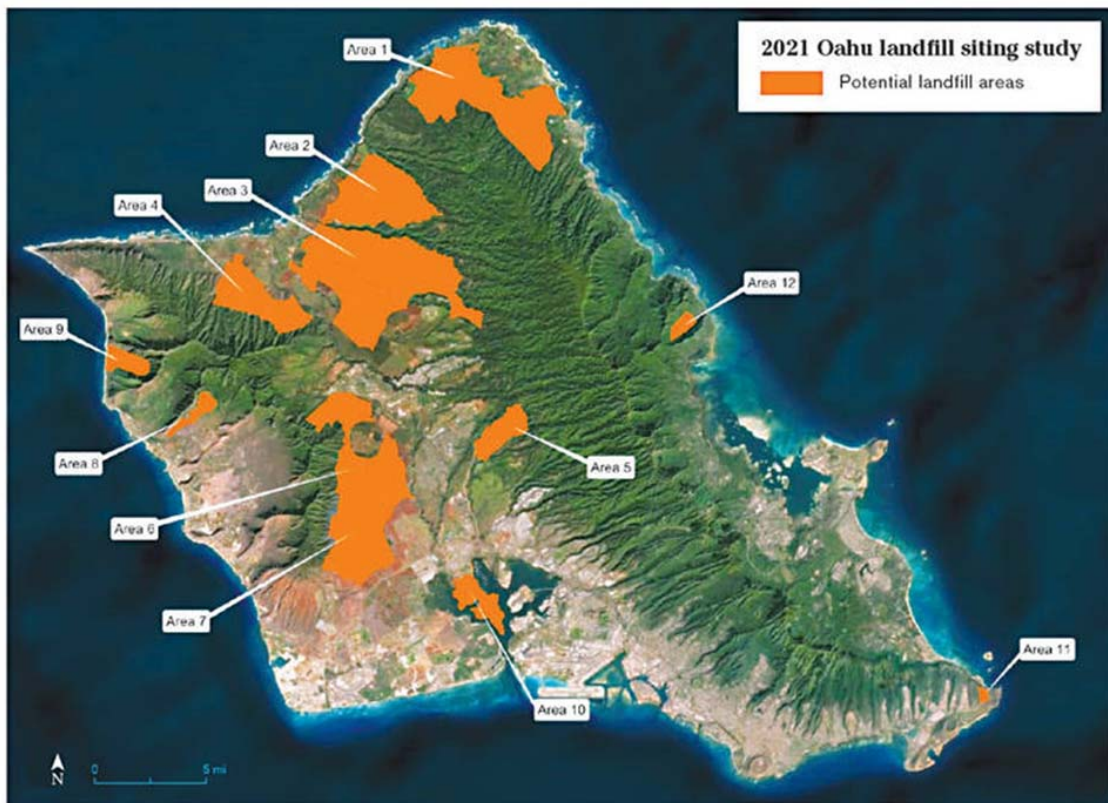 2021 Oahu landfill siting study
Potential landfill areas
Area 1
Area 2
Area 3
Area 4
Area 12
Area 9
Area 8
Area 5
Area 6
Area 7
Area 11
Area 10
N
0 5 mi